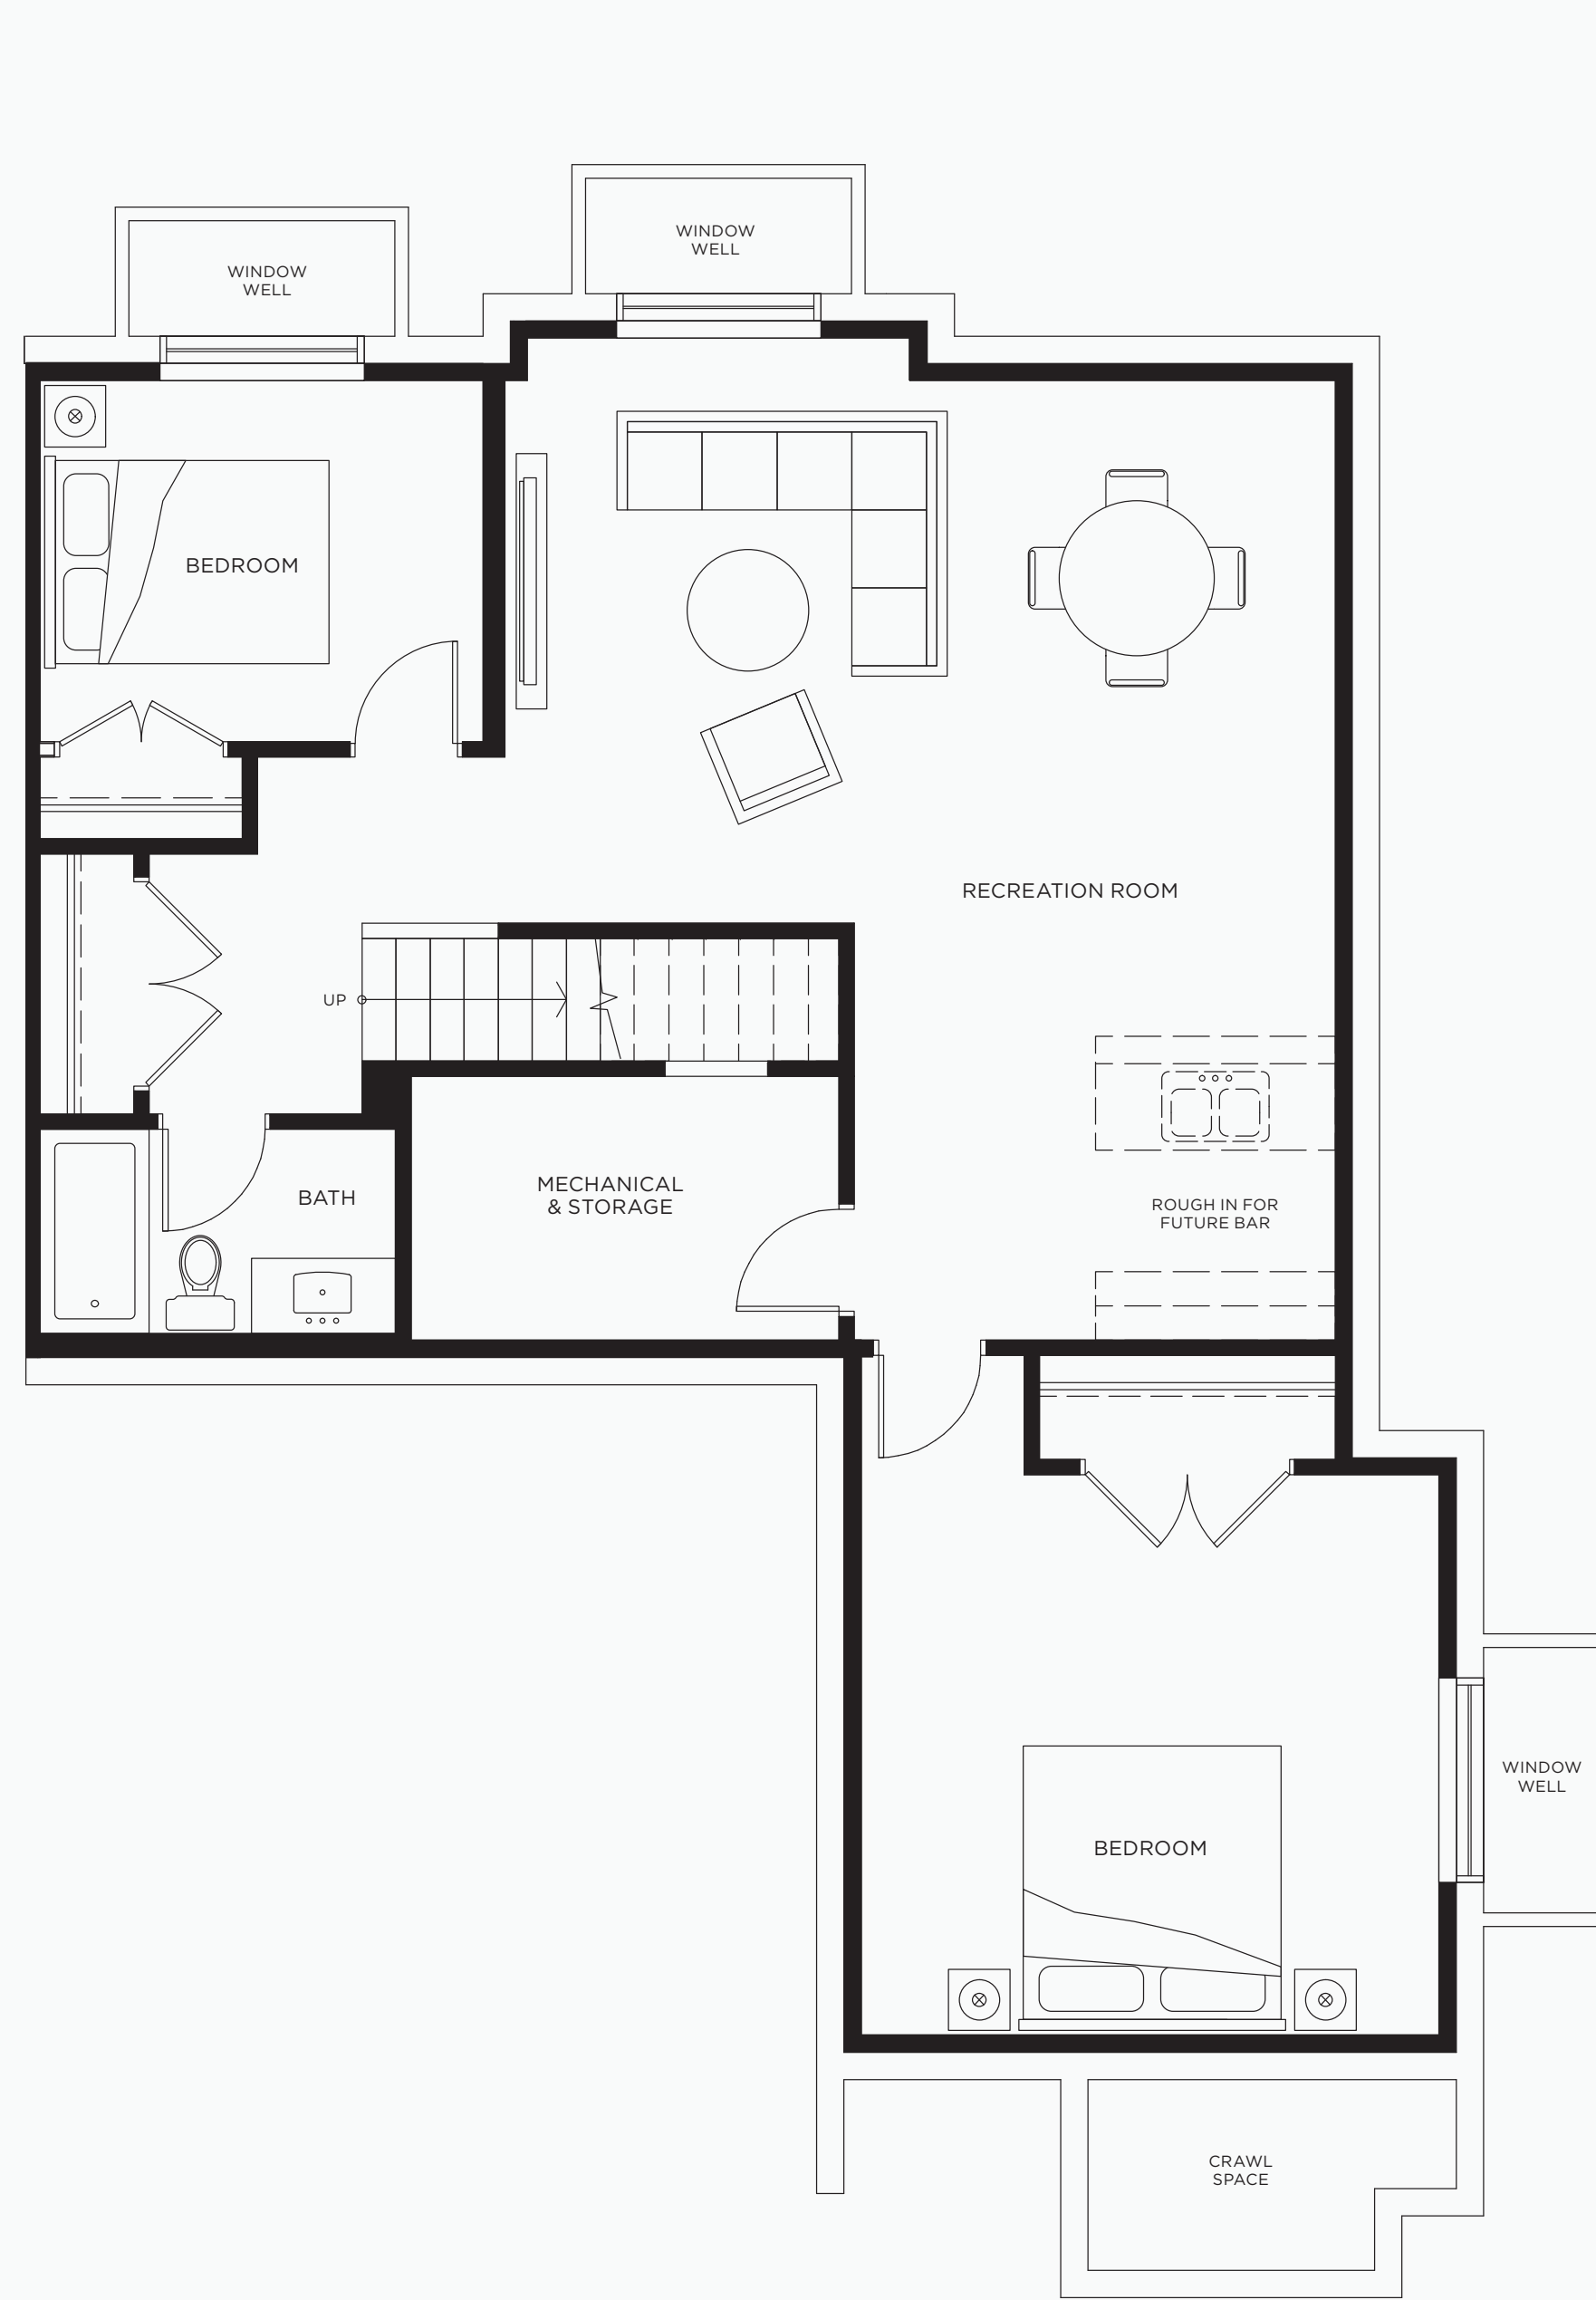 WINDOW
WELL
WINDOW
WELL
BEDROOM
RECREATION ROOM
UP
MECHANICAL
& STORAGE
BATH
ROUGH IN FOR
FUTURE BAR
WINDOW
WELL
BEDROOM
CRAWL
SPACE